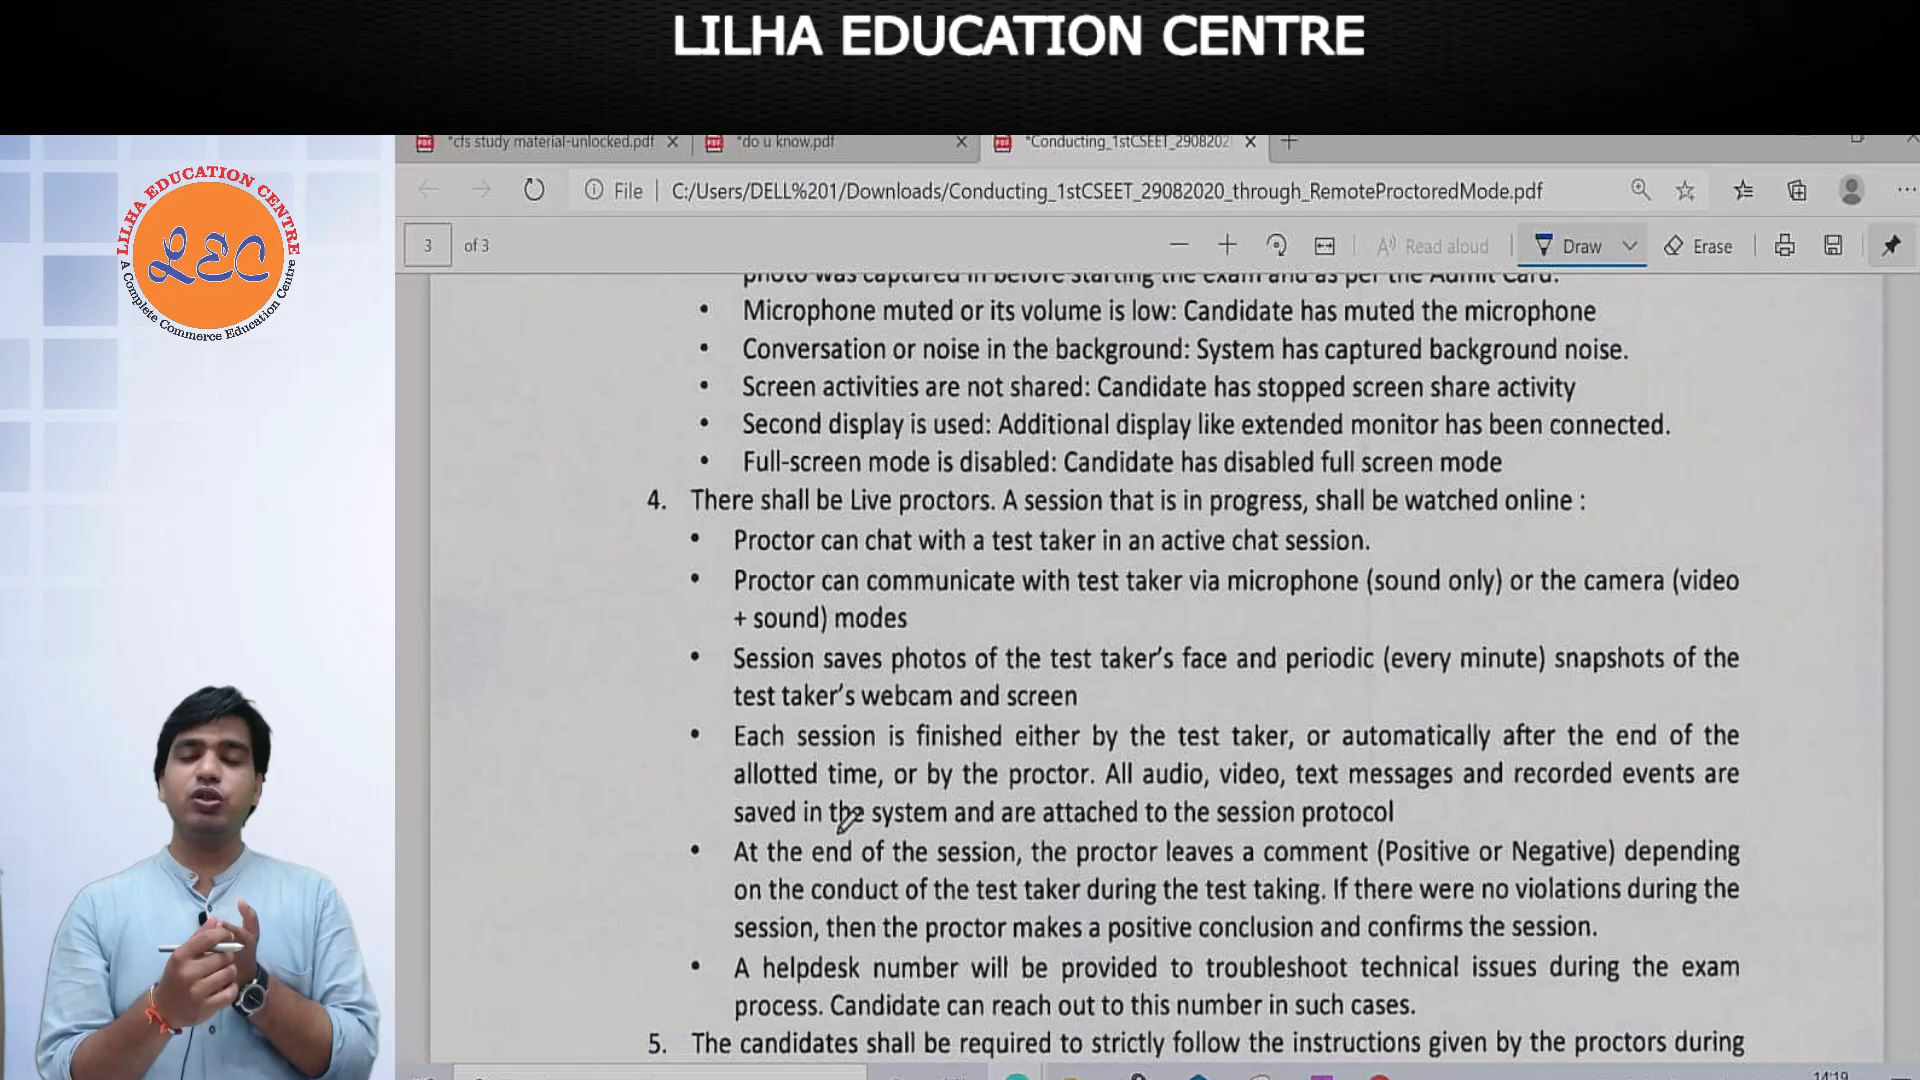 LILHA EDUCATION CENTRE
LILHA EDUCATION CENTRE
LEC
A Complete Commerce Education Centre
*cfs study material-unlocked.pdf
*do u know.pdf
*Conducting_1stCSEET_2908202
File | C:/Users/DELL%201/Downloads/Conducting_1stCSEET_29082020_through_RemoteProctoredMode.pdf
3 of 3
Read aloud
Draw
Erase
photo was captured in before starting the exam and as per the Admit Card.
• Microphone muted or its volume is low: Candidate has muted the microphone
• Conversation or noise in the background: System has captured background noise.
• Screen activities are not shared: Candidate has stopped screen share activity
• Second display is used: Additional display like extended monitor has been connected.
• Full-screen mode is disabled: Candidate has disabled full screen mode
4. There shall be Live proctors. A session that is in progress, shall be watched online :
• Proctor can chat with a test taker in an active chat session.
• Proctor can communicate with test taker via microphone (sound only) or the camera (video
+ sound) modes
• Session saves photos of the test taker's face and periodic (every minute) snapshots of the
test taker's webcam and screen
• Each session is finished either by the test taker, or automatically after the end of the
allotted time, or by the proctor. All audio, video, text messages and recorded events are
saved in the system and are attached to the session protocol
• At the end of the session, the proctor leaves a comment (Positive or Negative) depending
on the conduct of the test taker during the test taking. If there were no violations during the
session, then the proctor makes a positive conclusion and confirms the session.
• A helpdesk number will be provided to troubleshoot technical issues during the exam
process. Candidate can reach out to this number in such cases.
5. The candidates shall be required to strictly follow the instructions given by the proctors during
14:19